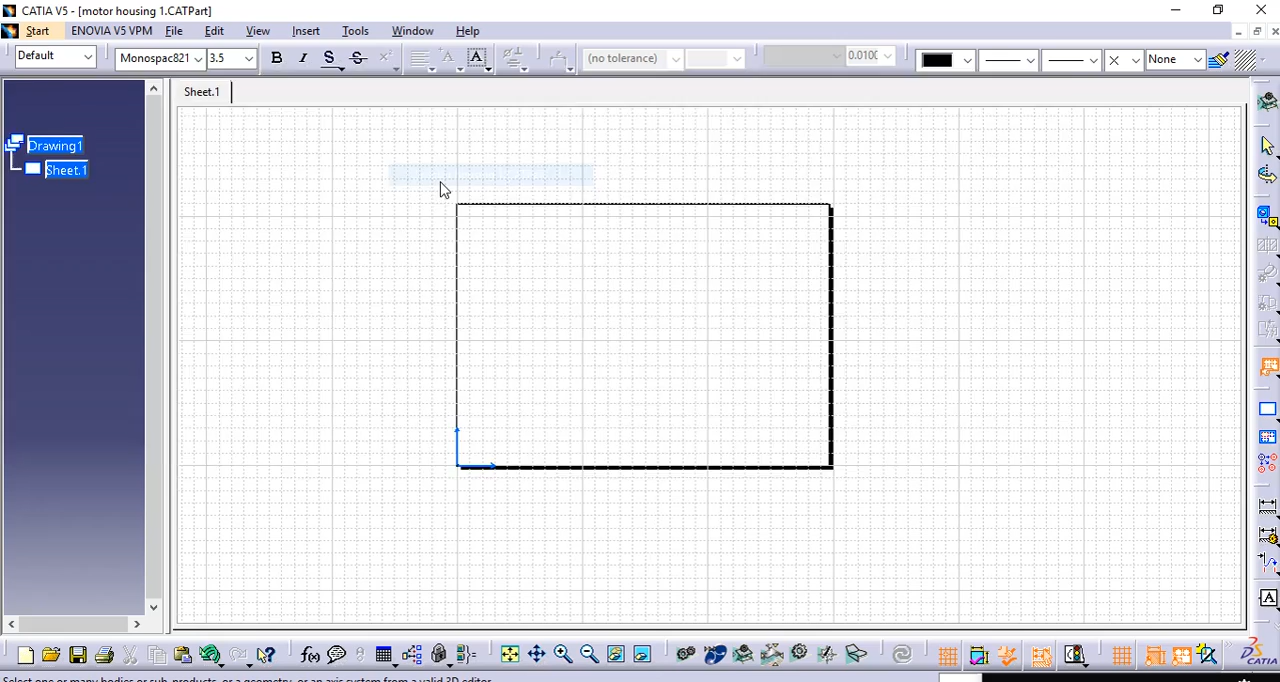 CATIA V5 - [motor housing 1.CATPart]
Start ENOVIA V5 VPM File Edit View Insert Tools Window Help
Default Monospac821 3.5 B I S S (no tolerance) 0.010( None
Sheet.1
Drawing1
Sheet.1
A
f(x)
CATIA
Select one or many bodies or sub-products, or a geometry, or an axis system from a valid 3D editor